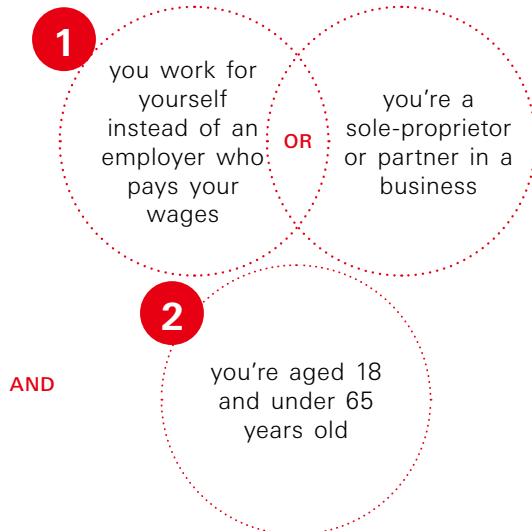 1
you work for
yourself
instead of an
employer who
pays your
wages
OR
you're a
sole-proprietor
or partner in a
business
AND
2
you're aged 18
and under 65
years old